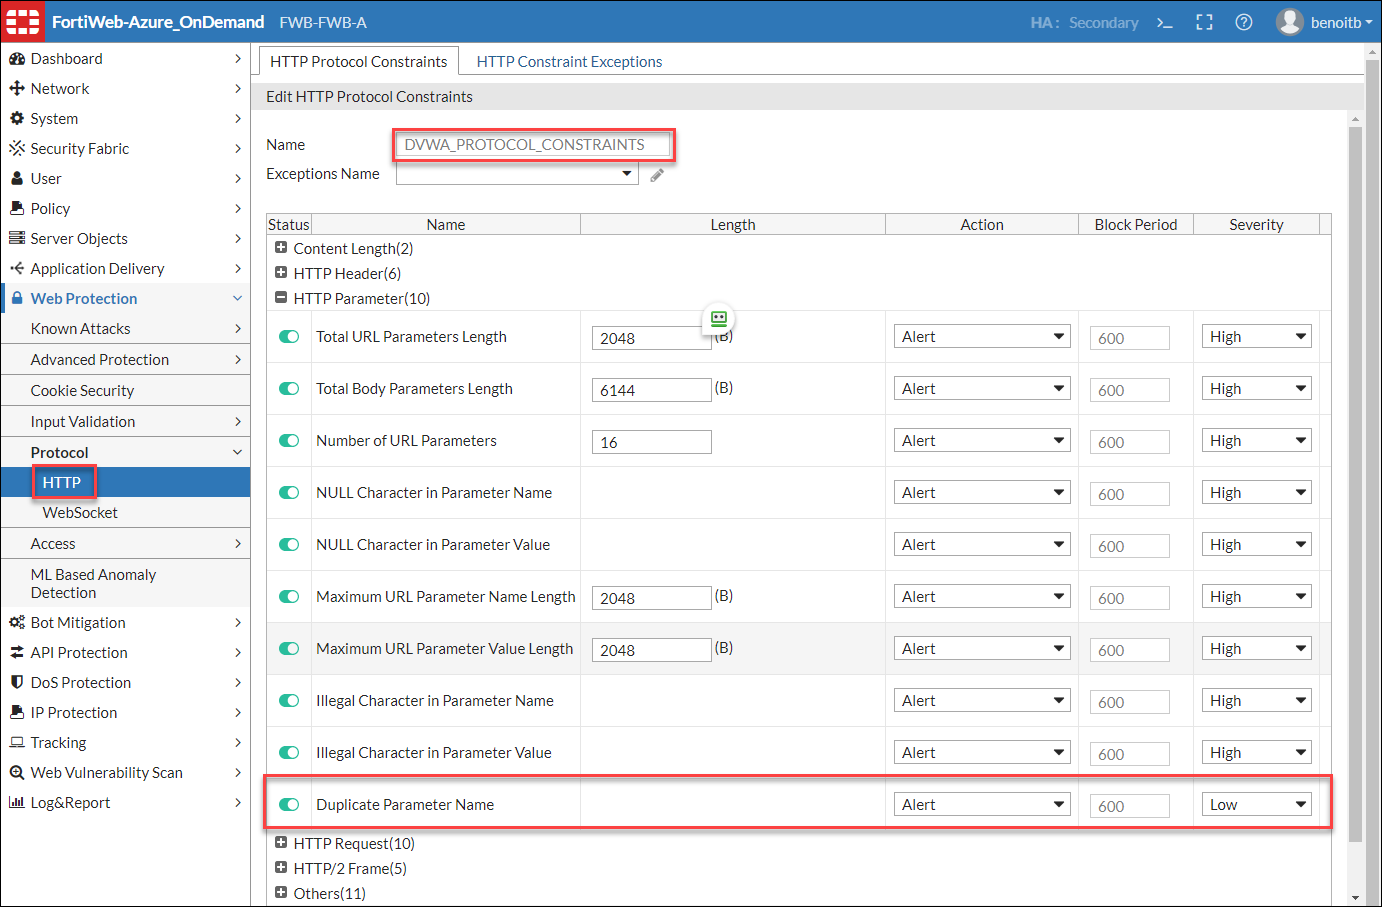 FortiWeb-Azure_OnDemand FWB-FWB-A HA: Secondary >_ ? benoitb
Dashboard
Network
System
Security Fabric
User
Policy
Server Objects
Application Delivery
Web Protection
Known Attacks
Advanced Protection
Cookie Security
Input Validation
Protocol
HTTP
WebSocket
Access
ML Based Anomaly
Detection
Bot Mitigation
API Protection
DoS Protection
IP Protection
Tracking
Web Vulnerability Scan
Log&Report
HTTP Protocol Constraints HTTP Constraint Exceptions
Edit HTTP Protocol Constraints
Name DVWA_PROTOCOL_CONSTRAINTS
Exceptions Name
Status Name Length Action Block Period Severity
Content Length(2)
HTTP Header(6)
HTTP Parameter(10)
Total URL Parameters Length 2048 (B) Alert 600 High
Total Body Parameters Length 6144 (B) Alert 600 High
Number of URL Parameters 16 Alert 600 High
NULL Character in Parameter Name Alert 600 High
NULL Character in Parameter Value Alert 600 High
Maximum URL Parameter Name Length 2048 (B) Alert 600 High
Maximum URL Parameter Value Length 2048 (B) Alert 600 High
Illegal Character in Parameter Name Alert 600 High
Illegal Character in Parameter Value Alert 600 High
Duplicate Parameter Name Alert 600 Low
HTTP Request(10)
HTTP/2 Frame(5)
Others(11)